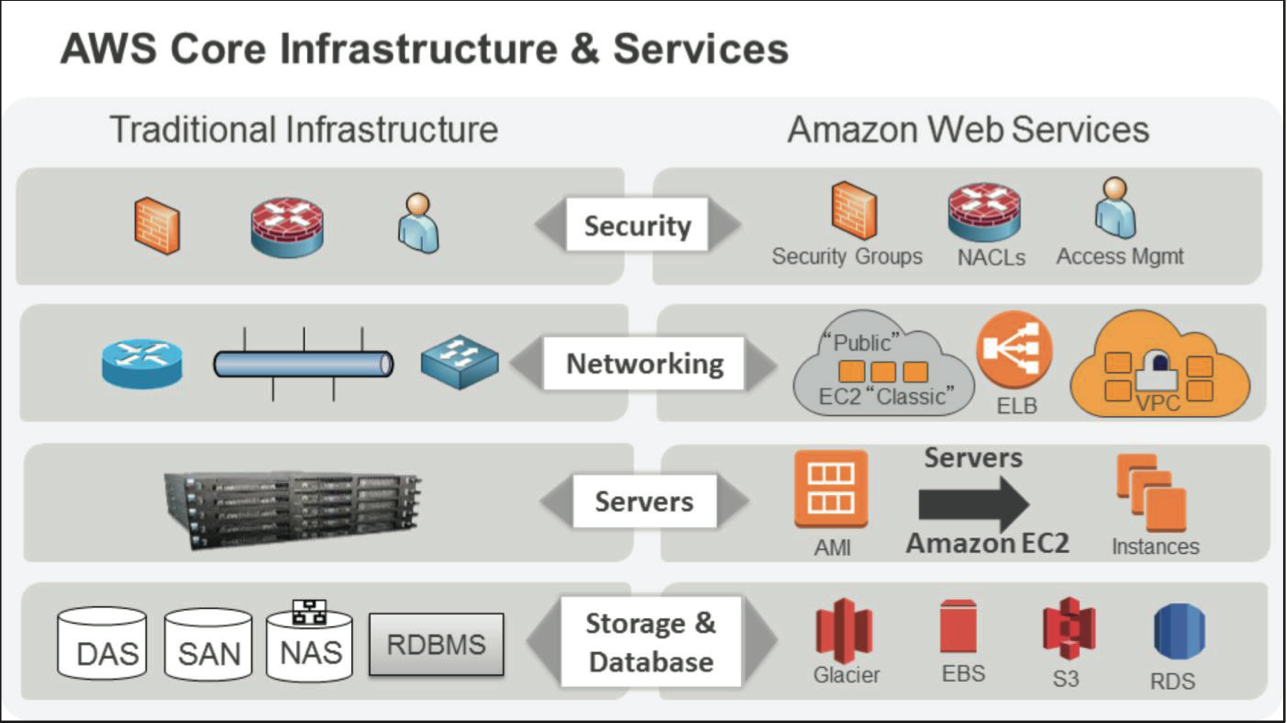 AWS Core Infrastructure & Services
Traditional Infrastructure
Amazon Web Services
Security
Security Groups
NACLs
Access Mgmt
Networking
“Public”
EC2 “Classic”
ELB
VPC
Servers
AMI
Servers
Amazon EC2
Instances
DAS
SAN
NAS
RDBMS
Storage &
Database
Glacier
EBS
S3
RDS